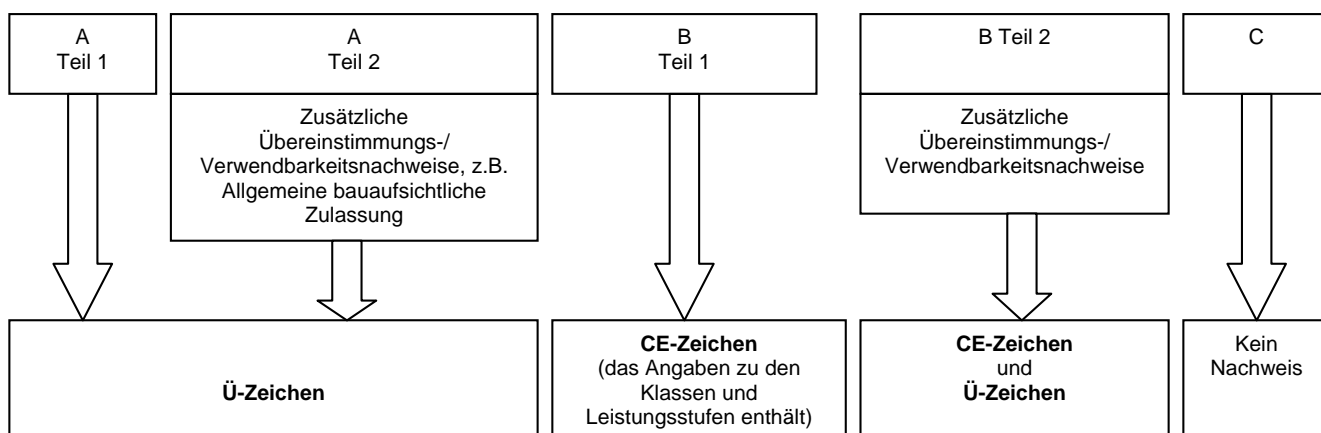 A
Teil 1
A
Teil 2
Zusätzliche
Übereinstimmungs-/
Verwendbarkeitsnachweise, z.B.
Allgemeine bauaufsichtliche
Zulassung
B
Teil 1
B Teil 2
Zusätzliche
Übereinstimmungs-/
Verwendbarkeitsnachweise
C
Ü-Zeichen
CE-Zeichen
(das Angaben zu den
Klassen und
Leistungsstufen enthält)
CE-Zeichen
und
Ü-Zeichen
Kein
Nachweis